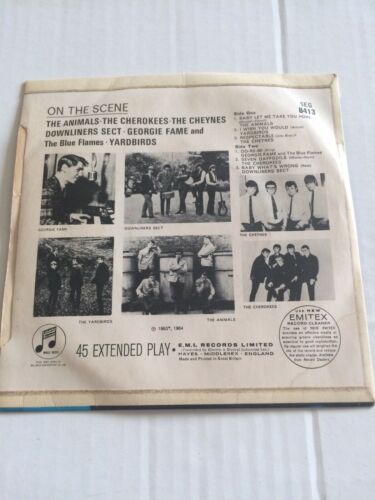 ON THE SCENE
THE ANIMALS·THE CHEROKEES·THE CHEYNES
DOWNLINERS SECT·GEORGIE FAME and
The Blue Flames·YARDBIRDS
SEG
8413
Side One
1. BABY LET ME TAKE YOU HOME
THE ANIMALS
2. I WISH YOU WOULD
YARDBIRDS
3. RESPECTABLE
THE CHEYNES
Side Two
1. DO-RE-MI
GEORGIE FAME and The Blue Flames
2. SEVEN DAFFODILS
THE CHEROKEES
3. BABY WHAT'S WRONG
DOWNLINERS SECT
GEORGIE FAME
DOWNLINERS SECT
THE CHEYNES
THE YARDBIRDS
THE ANIMALS
THE CHEROKEES
45 EXTENDED PLAY·
E.M.I. RECORDS LIMITED
HAYES · MIDDLESEX · ENGLAND
Made and Printed in Great Britain
USE NEW
EMITEX
RECORD CLEANER